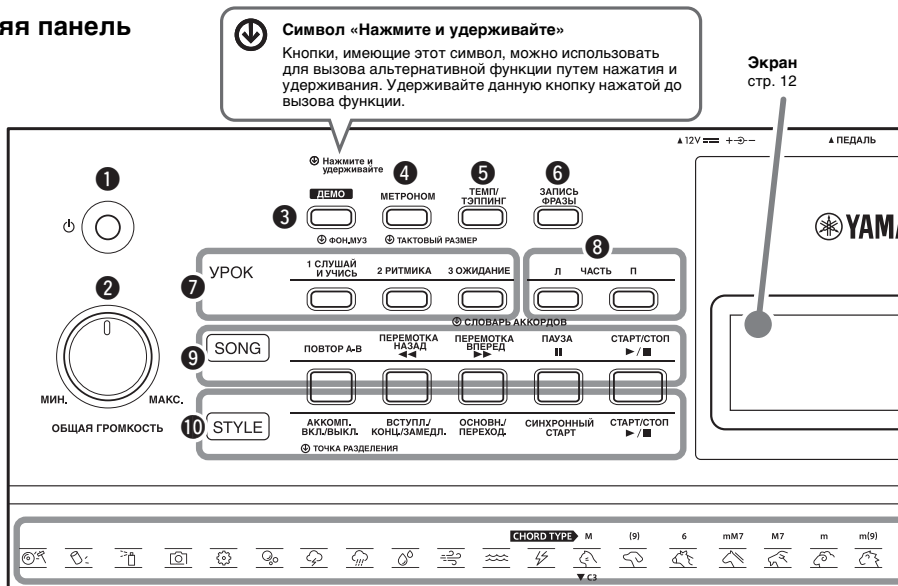 яя панель
Символ «Нажмите и удерживайте»
Кнопки, имеющие этот символ, можно использовать
для вызова альтернативной функции путем нажатия и
удерживания. Удерживайте данную кнопку нажатой до
вызова функции.
Экран
стр. 12
▲12V + -
▲ ПЕДАЛЬ
Нажмите и
удерживайте
1
4
5
6
ДЕМО
МЕТРОНОМ
ТЕМП/
ТЭППИНГ
ЗАПИСЬ
ФРАЗЫ
3
ФОН.МУЗ
ТАКТОВЫЙ РАЗМЕР
8
YAMA
7
УРОК
1 СЛУШАЙ
И УЧИСЬ
2 РИТМИКА
3 ОЖИДАНИЕ
Л ЧАСТЬ П
2
СЛОВАРЬ АККОРДОВ
9
SONG
ПОВТОР A-B
ПЕРЕМОТКА
НАЗАД
◀◀
ПЕРЕМОТКА
ВПЕРЕД
▶▶
ПАУЗА
II
СТАРТ/СТОП
▶/■
МИН.
МАКС.
ОБЩАЯ ГРОМКОСТЬ
10
STYLE
АККОМП.
ВКЛ./ВЫКЛ.
ВСТУПЛ./
КОНЦ./ЗАМЕДЛ.
ОСНОВН./
ПЕРЕХОД.
СИНХРОННЫЙ
СТАРТ
СТАРТ/СТОП
▶/■
ТОЧКА РАЗДЕЛЕНИЯ
CHORD TYPE M (9) 6 mM7 M7 m m(9)
▼C3